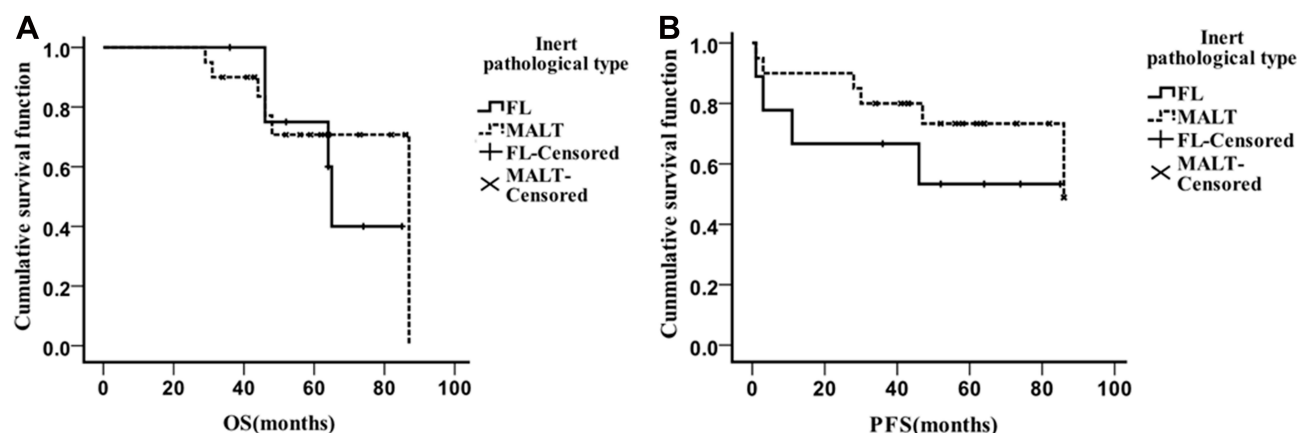 A
Cumulative survival function
1.0
0.8
0.6
0.4
0.2
0.0
0 20 40 60 80 100
OS(months)
Inert
pathological type
FL
MALT
FL-Censored
MALT-
Censored
B
Cunmulative survival function
1.0
0.8
0.6
0.4
0.2
0.0
0 20 40 60 80 100
PFS(months)
Inert
pathological type
FL
MALT
FL-Censored
MALT-
Censored